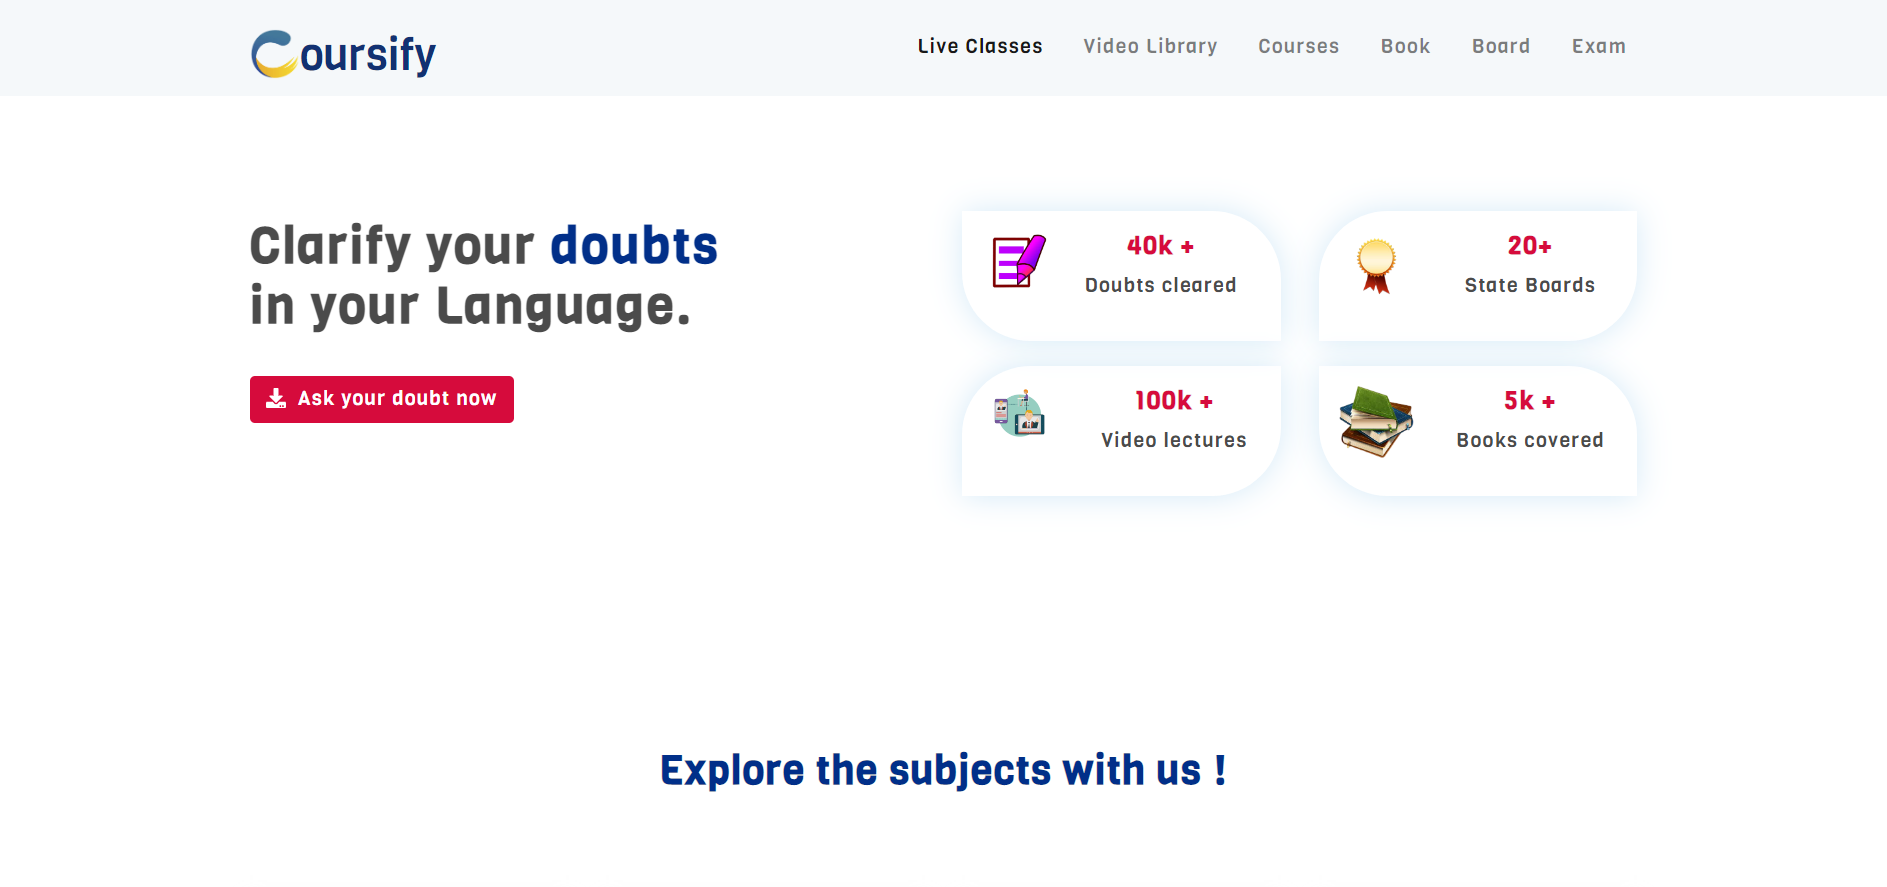 Coursify
Live Classes
Video Library
Courses
Book
Board
Exam
Clarify your doubts
in your Language.
Ask your doubt now
40k +
Doubts cleared
20+
State Boards
100k +
Video lectures
5k +
Books covered
Explore the subjects with us !